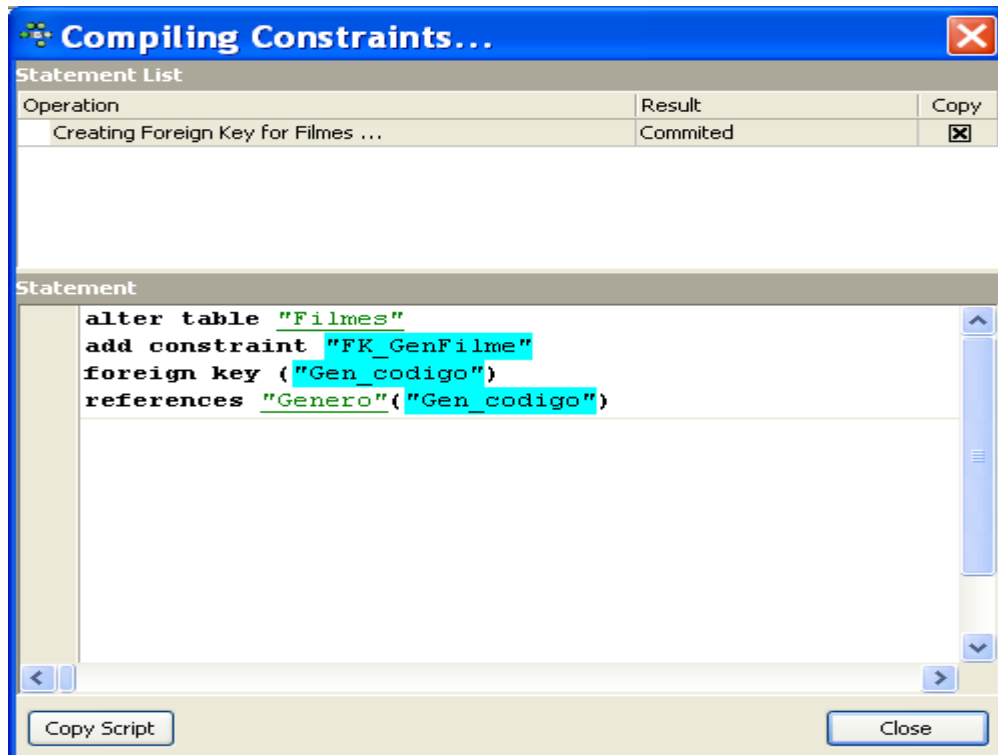 Compiling Constraints...
Statement List
Operation Result Copy
Creating Foreign Key for Filmes ... Commited
Statement
alter table "Filmes"
add constraint "FK_GenFilme"
foreign key ("Gen_codigo")
references "Genero"("Gen_codigo")
Copy Script Close